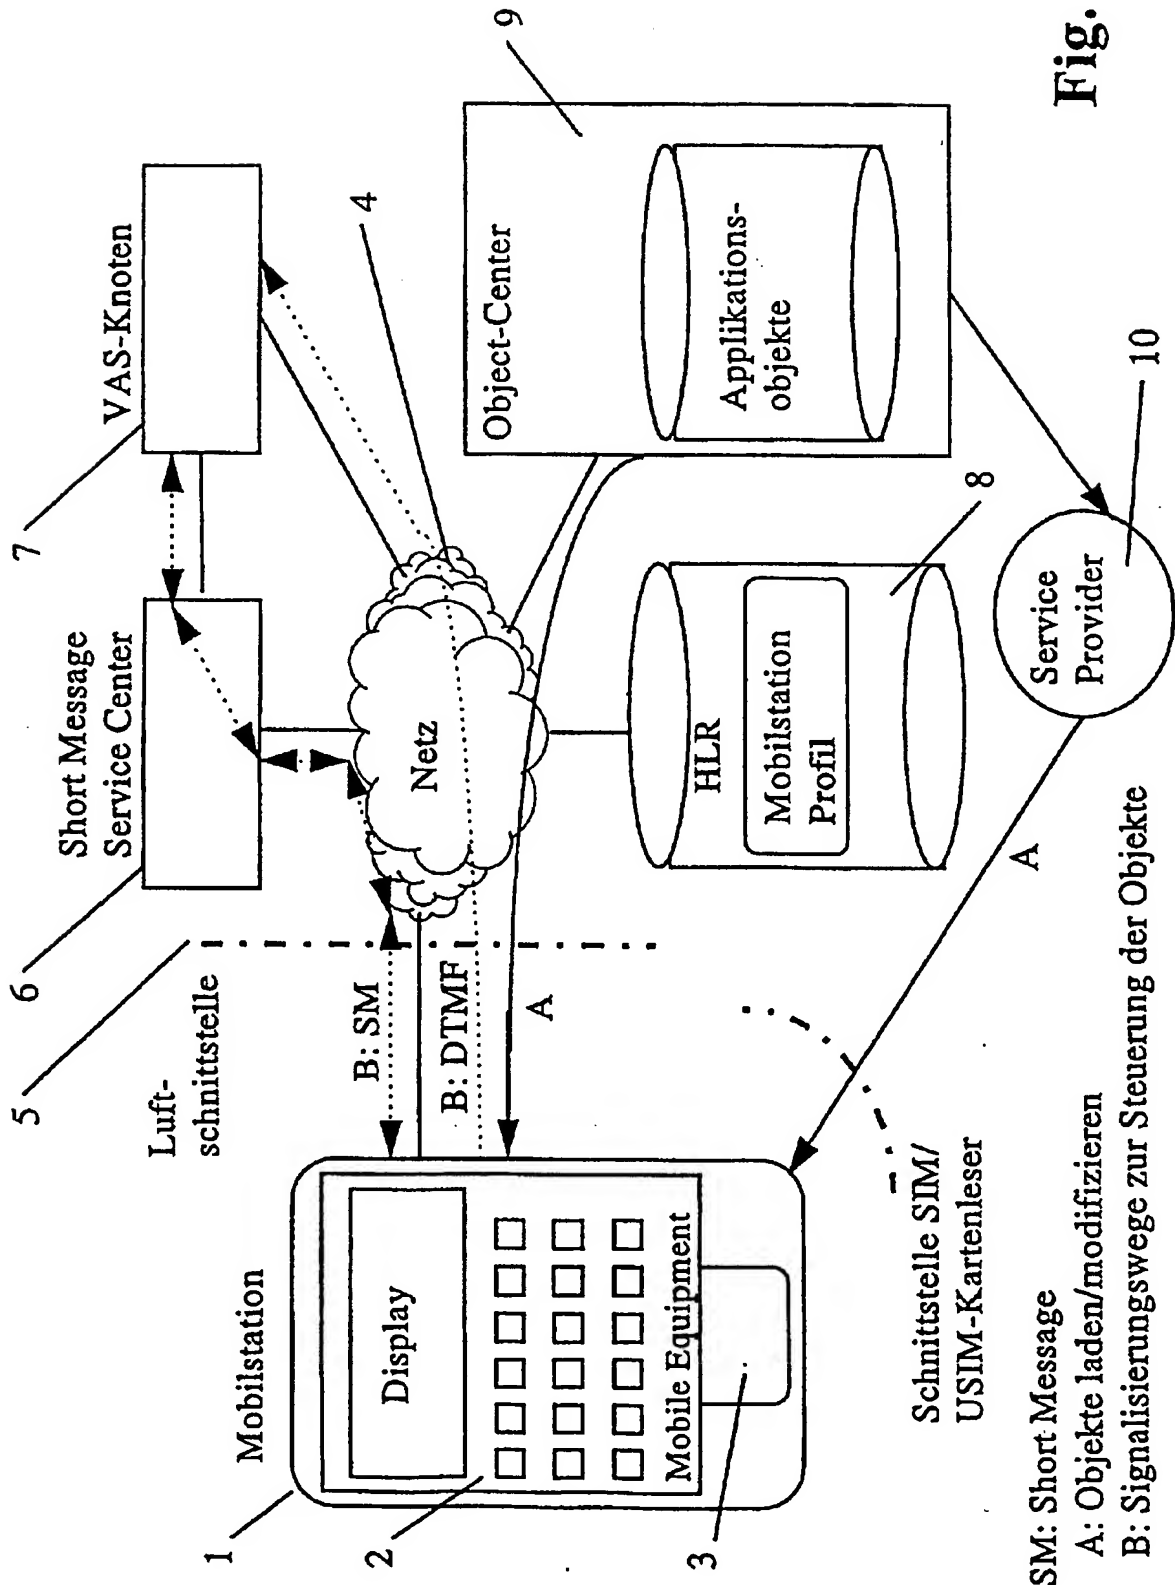 5
6
7
9
Luft-
schnittstelle
Short Message
Service Center
VAS-Knoten
4
Mobilstation
1
Display
2
Mobile Equipment
3
B: SM
B: DTMF
A
Netz
Object-Center
Applikations-
objekte
HLR
Mobilstation
Profil
8
Schnittstelle SIM/
USIM-Kartenleser
A
Service
Provider
10
SM: Short Message
A: Objekte laden/modifizieren
B: Signalisierungswege zur Steuerung der Objekte
Fig.